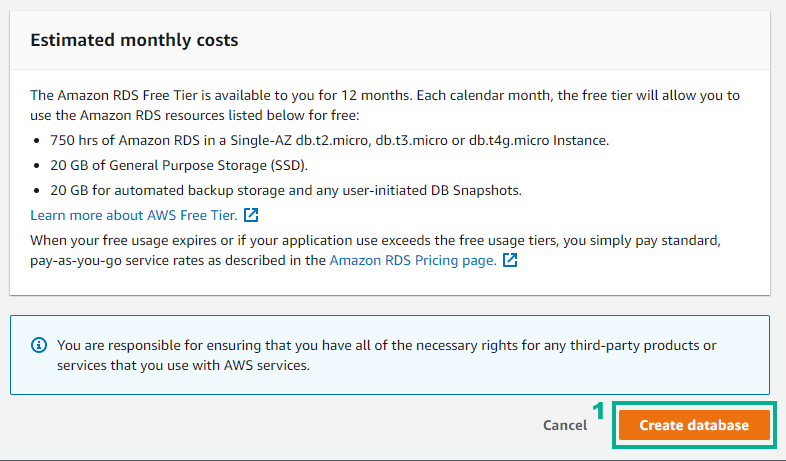 Estimated monthly costs
The Amazon RDS Free Tier is available to you for 12 months. Each calendar month, the free tier will allow you to
use the Amazon RDS resources listed below for free:
• 750 hrs of Amazon RDS in a Single-AZ db.t2.micro, db.t3.micro or db.t4g.micro Instance.
• 20 GB of General Purpose Storage (SSD).
• 20 GB for automated backup storage and any user-initiated DB Snapshots.
Learn more about AWS Free Tier.
When your free usage expires or if your application use exceeds the free usage tiers, you simply pay standard,
pay-as-you-go service rates as described in the Amazon RDS Pricing page.
You are responsible for ensuring that you have all of the necessary rights for any third-party products or
services that you use with AWS services.
Cancel 1 Create database